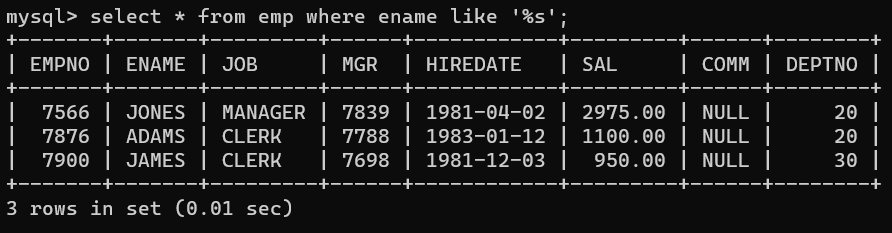 mysql> select * from emp where ename like '%s';
+-------+-------+---------+------+------------+---------+------+--------+
| EMPNO | ENAME | JOB     | MGR  | HIREDATE   | SAL     | COMM | DEPTNO |
+-------+-------+---------+------+------------+---------+------+--------+
|  7566 | JONES | MANAGER | 7839 | 1981-04-02 | 2975.00 | NULL |     20 |
|  7876 | ADAMS | CLERK   | 7788 | 1983-01-12 | 1100.00 | NULL |     20 |
|  7900 | JAMES | CLERK   | 7698 | 1981-12-03 |  950.00 | NULL |     30 |
+-------+-------+---------+------+------------+---------+------+--------+
3 rows in set (0.01 sec)